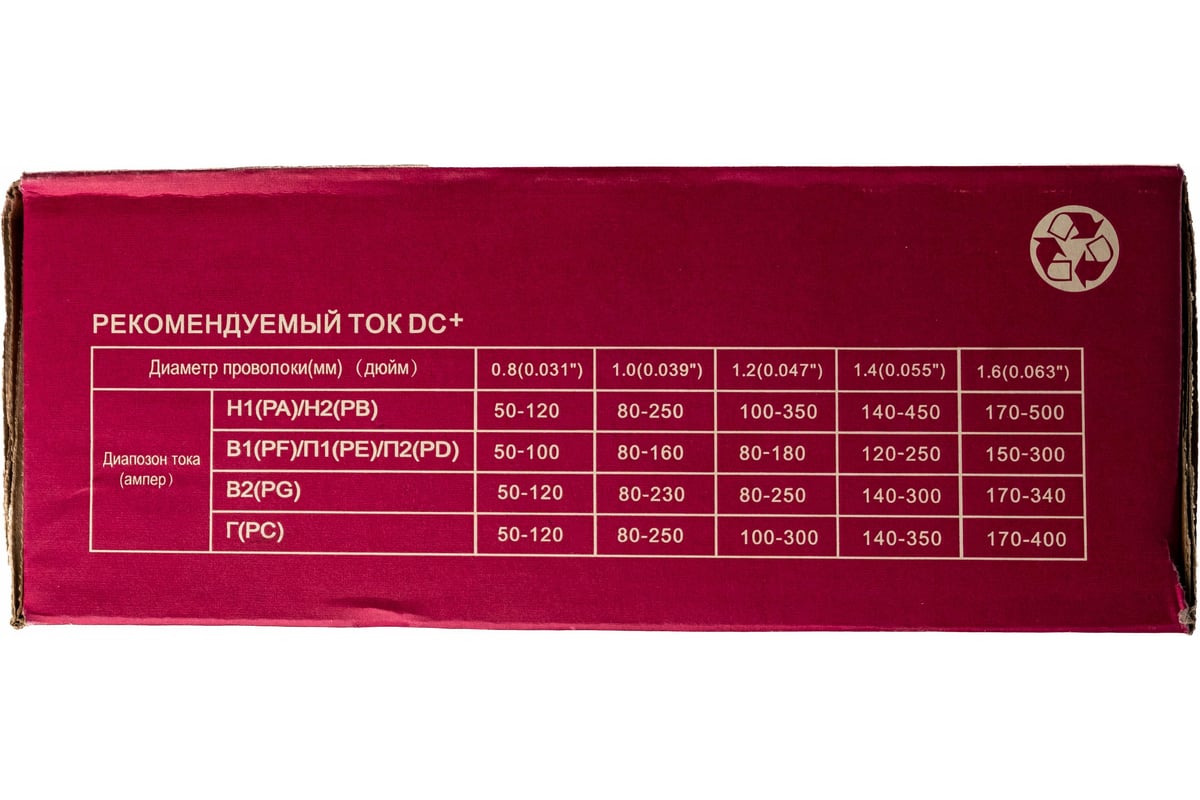 РЕКОМЕНДУЕМЫЙ ТОК DC+
Диаметр проволоки(мм) (дюйм) 0.8(0.031") 1.0(0.039") 1.2(0.047") 1.4(0.055") 1.6(0.063")
Диапозон тока
(ампер)
Н1(PA)/Н2(PB) 50-120 80-250 100-350 140-450 170-500
В1(PF)/П1(PE)/П2(PD) 50-100 80-160 80-180 120-250 150-300
В2(PG) 50-120 80-230 80-250 140-300 170-340
Г(PC) 50-120 80-250 100-300 140-350 170-400